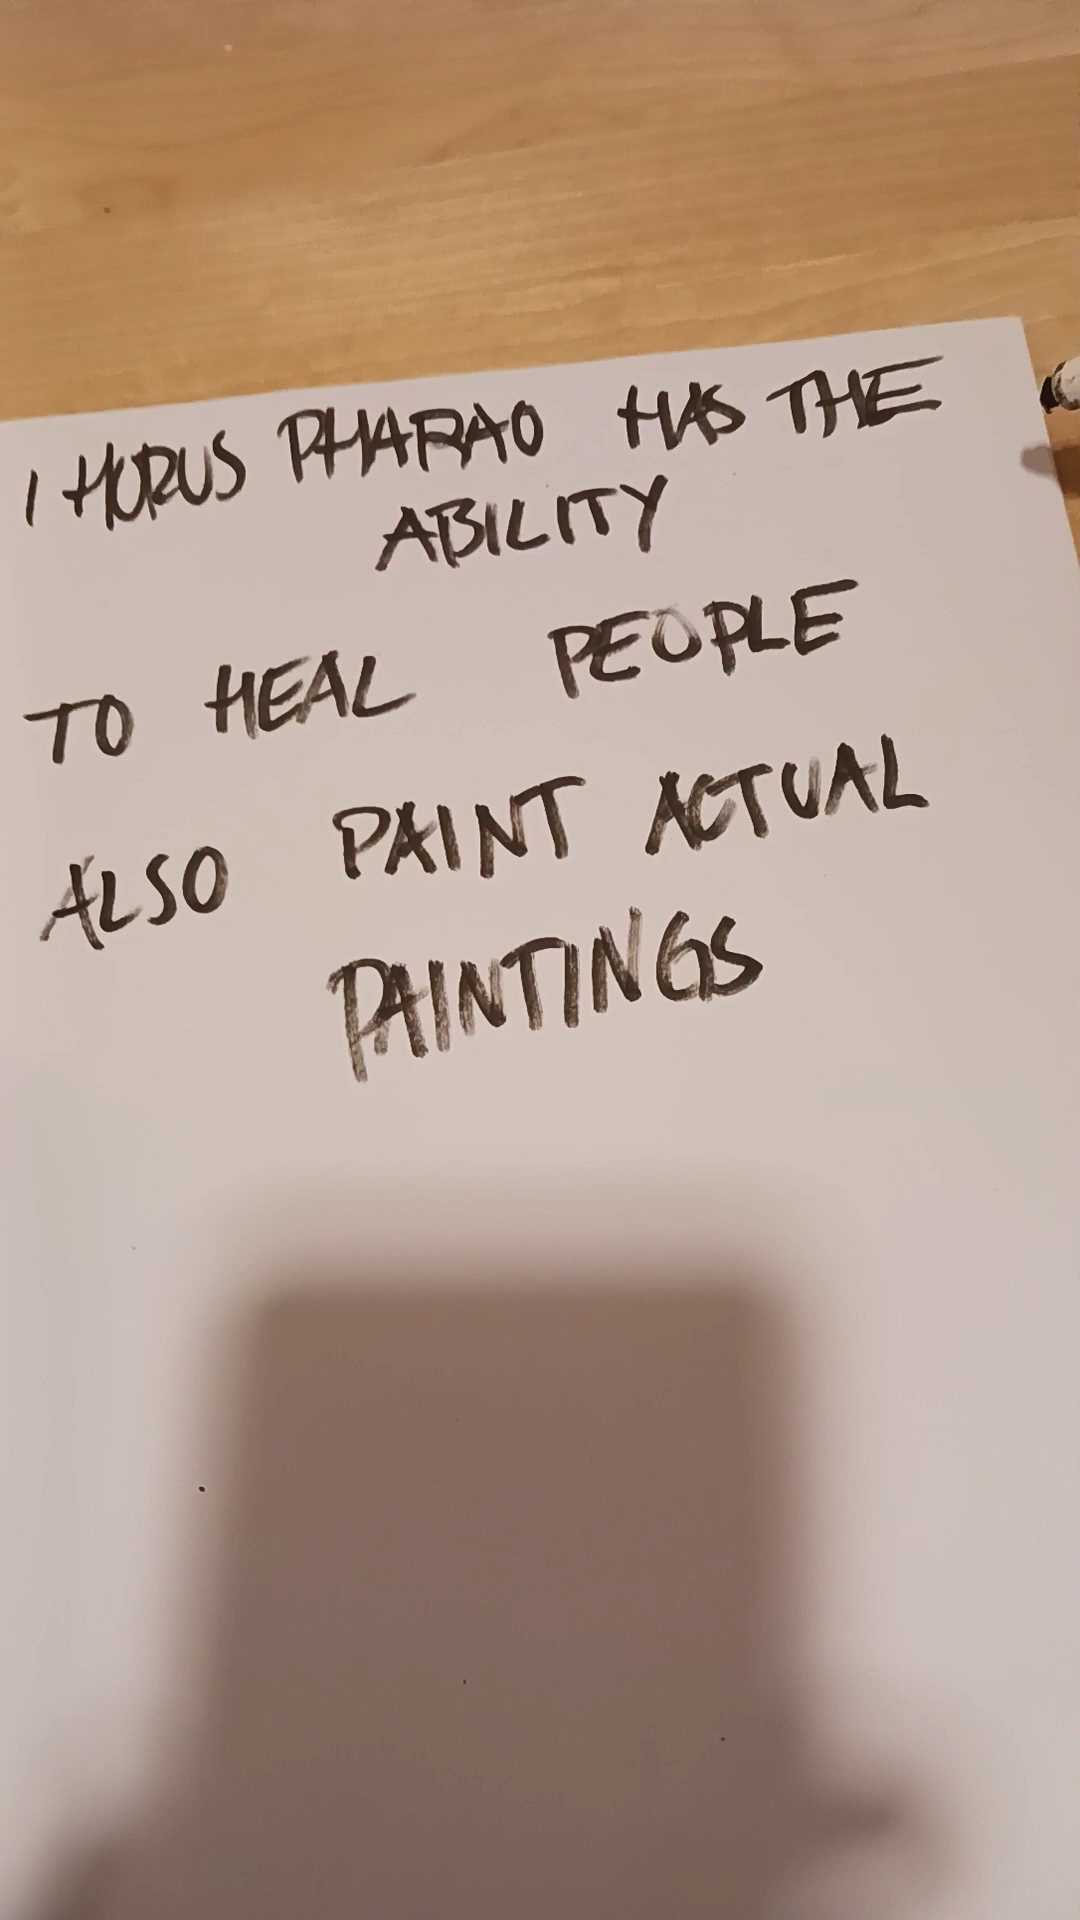 I HORUS PHARAO HAS THE
ABILITY
TO HEAL PEOPLE
ALSO PAINT ACTUAL
PAINTINGS